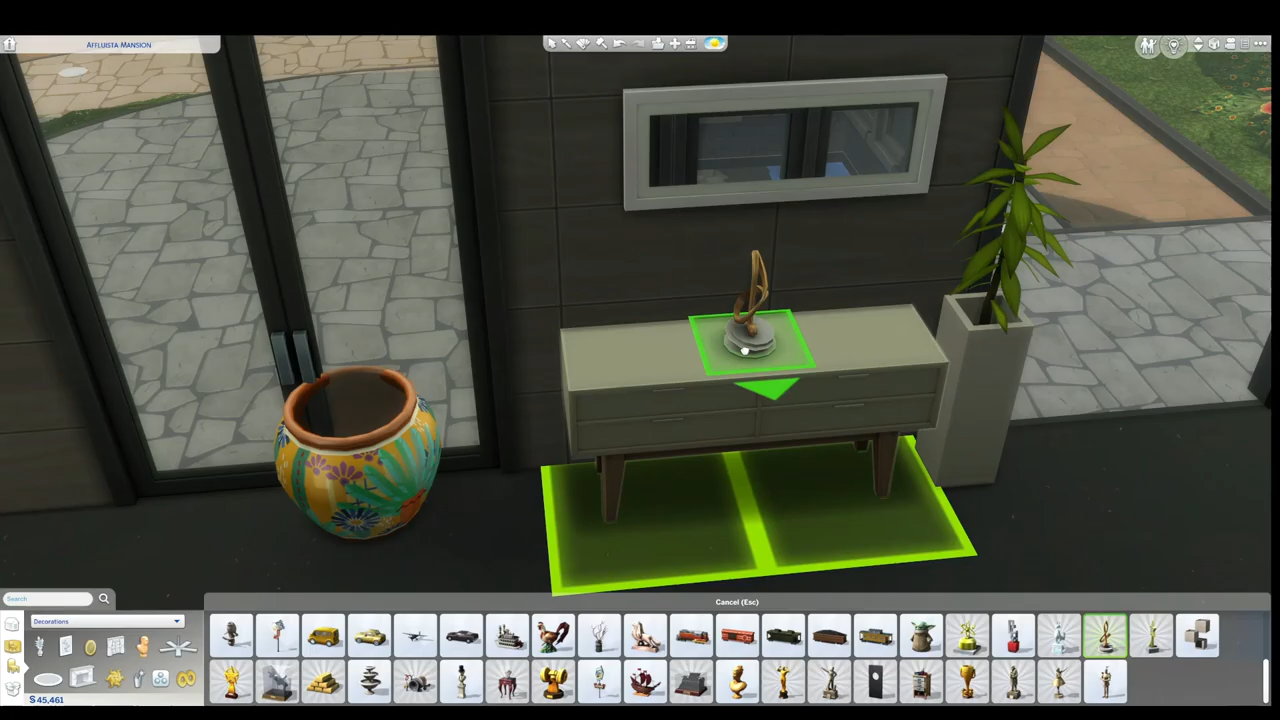 AFFLUISTA MANSION
Cancel (Esc)
Search
Decorations
§45,461